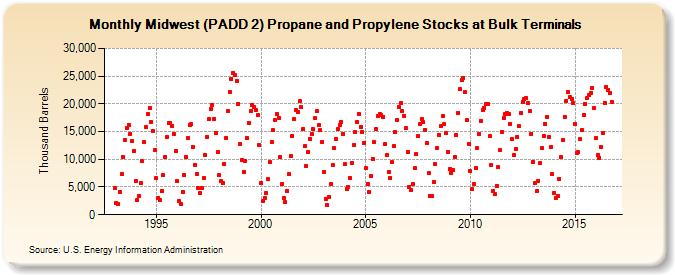 Monthly Midwest (PADD 2) Propane and Propylene Stocks at Bulk Terminals
Thousand Barrels
30,000
25,000
20,000
15,000
10,000
5,000
0
1995 2000 2005 2010 2015
Source: U.S. Energy Information Administration